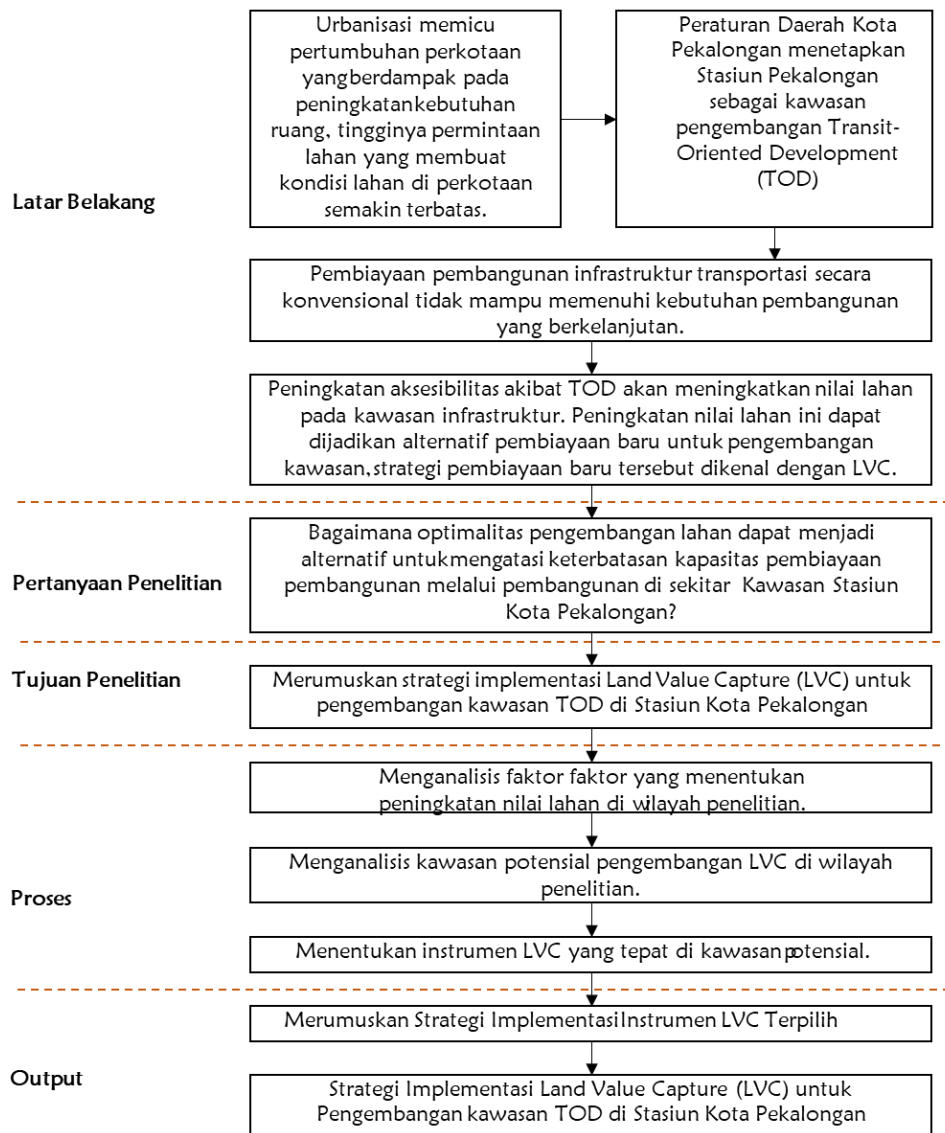 Latar Belakang
Urbanisasi memicu
pertumbuhan perkotaan
yangberdampak pada
peningkatankebutuhan
ruang, tingginya permintaan
lahan yang membuat
kondisi lahan di perkotaan
semakin terbatas.
Peraturan Daerah Kota
Pekalongan menetapkan
Stasiun Pekalongan
sebagai kawasan
pengembangan Transit-
Oriented Development
(TOD)
Pembiayaan pembangunan infrastruktur transportasi secara
konvensional tidak mampu memenuhi kebutuhan pembangunan
yang berkelanjutan.
Peningkatan aksesibilitas akibat TOD akan meningkatkan nilai lahan
pada kawasan infrastruktur. Peningkatan nilai lahan ini dapat
dijadikan alternatif pembiayaan baru untuk pengembangan
kawasan,strategi pembiayaan baru tersebut dikenal dengan LVC.
Pertanyaan Penelitian
Bagaimana optimalitas pengembangan lahan dapat menjadi
alternatif untukmengatasi keterbatasan kapasitas pembiayaan
pembangunan melalui pembangunan di sekitar Kawasan Stasiun
Kota Pekalongan?
Tujuan Penelitian
Merumuskan strategi implementasi Land Value Capture (LVC) untuk
pengembangan kawasan TOD di Stasiun Kota Pekalongan
Proses
Menganalisis faktor faktor yang menentukan
peningkatan nilai lahan di wilayah penelitian.
Menganalisis kawasan potensial pengembangan LVC di wilayah
penelitian.
Menentukan instrumen LVC yang tepat di kawasan potensial.
Output
Merumuskan Strategi Implementasi Instrumen LVC Terpilih
Strategi Implementasi Land Value Capture (LVC) untuk
Pengembangan kawasan TOD di Stasiun Kota Pekalongan